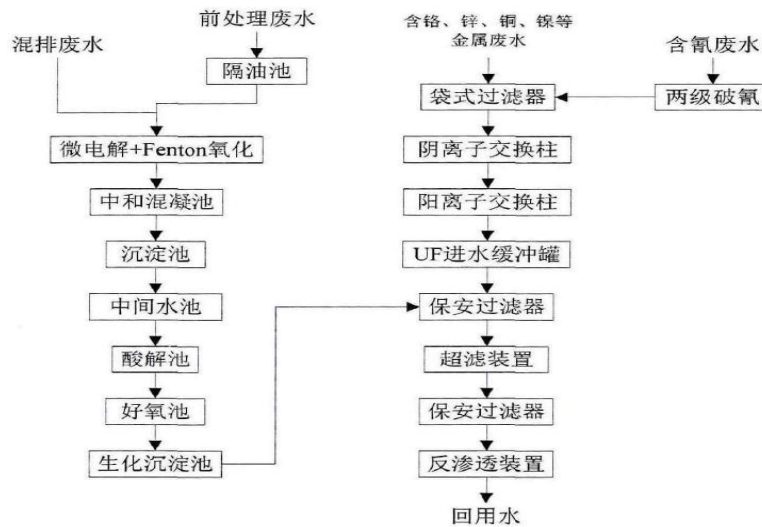 混排废水
前处理废水
隔油池
微电解+Fenton氧化
中和混凝池
沉淀池
中间水池
酸解池
好氧池
生化沉淀池
含铬、锌、铜、镍等
金属废水
含氰废水
袋式过滤器
两级破氰
阴离子交换柱
阳离子交换柱
UF进水缓冲罐
保安过滤器
超滤装置
保安过滤器
反渗透装置
回用水